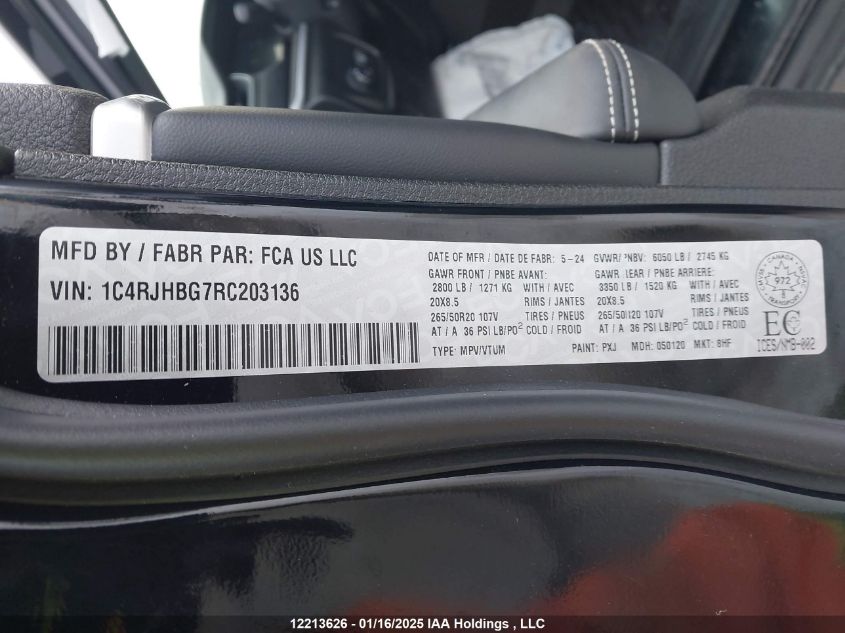 MFD BY / FABR PAR: FCA US LLC
VIN: 1C4RJHBG7RC203136
DATE OF MFR / DATE DE FABR: 5-24 GVWR/PNBV: 6050 LB / 2745 KG
GAWR FRONT / PNBE AVANT: GAWR REAR / PNBE ARRIERE:
2800 LB / 1271 KG WITH / AVEC 3350 LB / 1520 KG WITH / AVEC
20X8.5 RIMS / JANTES 20X8.5 RIMS / JANTES
265/50R20 107V TIRES / PNEUS 265/50R20 107V TIRES / PNEUS
AT / A 36 PSI LB/PO² COLD / FROID AT / A 36 PSI LB/PO² COLD / FROID
TYPE: MPV/VTUM PAINT: PXJ MDH: 050120 MKT: 8HF
CANADA
CMVSS NSVAC
972
TRANSPORT
EC
ICES/NMB-002
12213626 - 01/16/2025 IAA Holdings , LLC